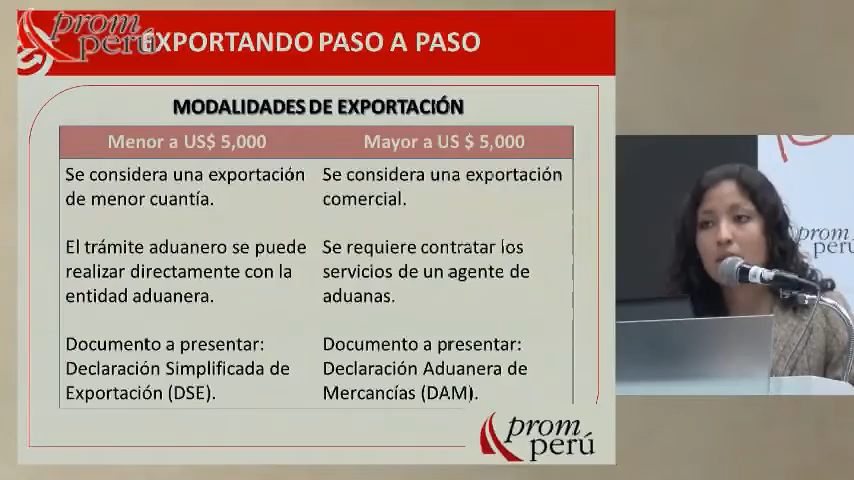 prom
perú
EXPORTANDO PASO A PASO
MODALIDADES DE EXPORTACIÓN
Menor a US$ 5,000
Mayor a US $ 5,000
Se considera una exportación
de menor cuantía.
El trámite aduanero se puede
realizar directamente con la
entidad aduanera.
Documento a presentar:
Declaración Simplificada de
Exportación (DSE).
Se considera una exportación
comercial.
Se requiere contratar los
servicios de un agente de
aduanas.
Documento a presentar:
Declaración Aduanera de
Mercancías (DAM).
prom
perú
prom
perú